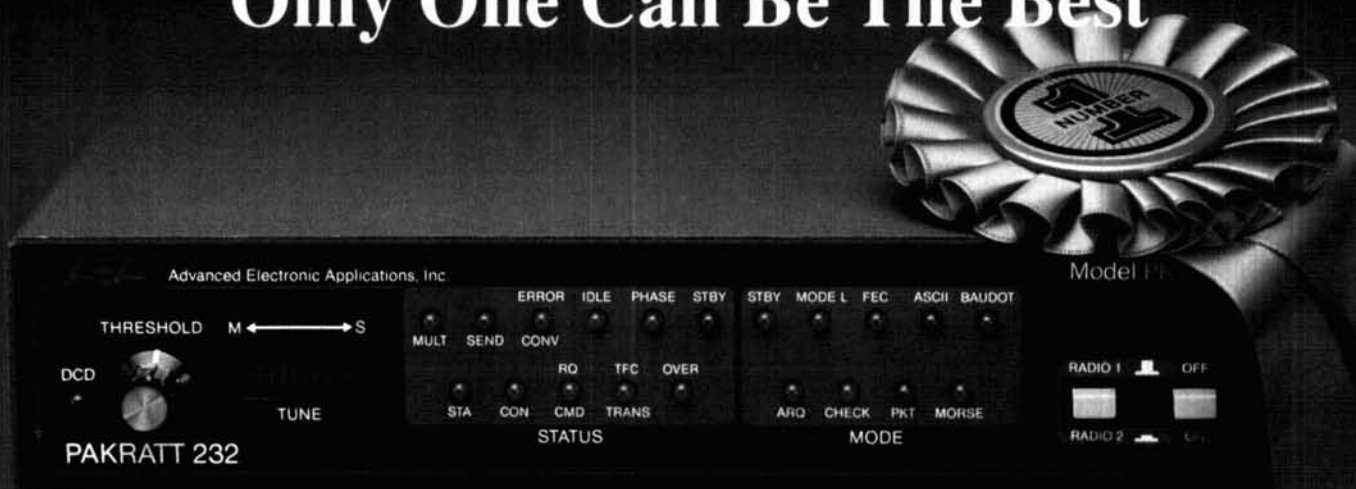 Only One Can Be The Best
NUMBER
1
Advanced Electronic Applications, Inc.
Model
THRESHOLD M S
DCD
TUNE
PAKRATT 232
ERROR IDLE PHASE STBY
MULT SEND CONV
RQ TFC OVER
STA CON CMD TRANS
STATUS
STBY MODE L FEC ASCII BAUDOT
ARQ CHECK PKT MORSE
MODE
RADIO 1 OFF
RADIO 2 ON